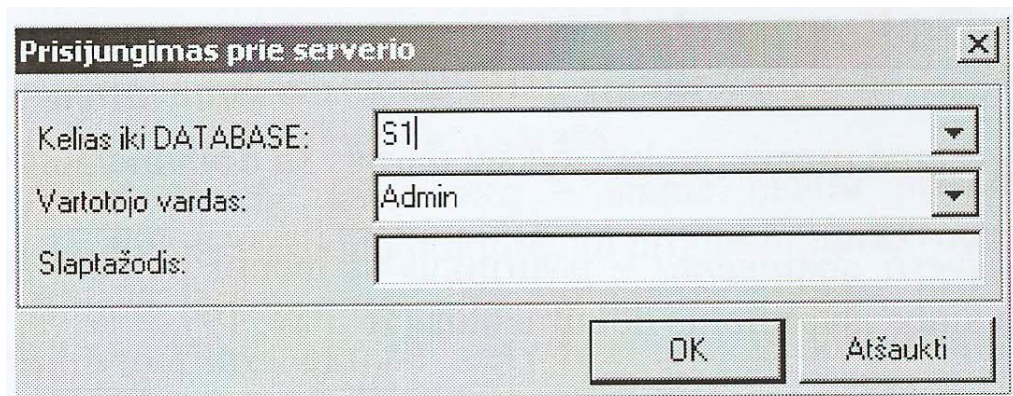 Prisijungimas prie serverio
Kelias iki DATABASE: S1
Vartotojo vardas: Admin
Slaptažodis:
OK Atšaukti